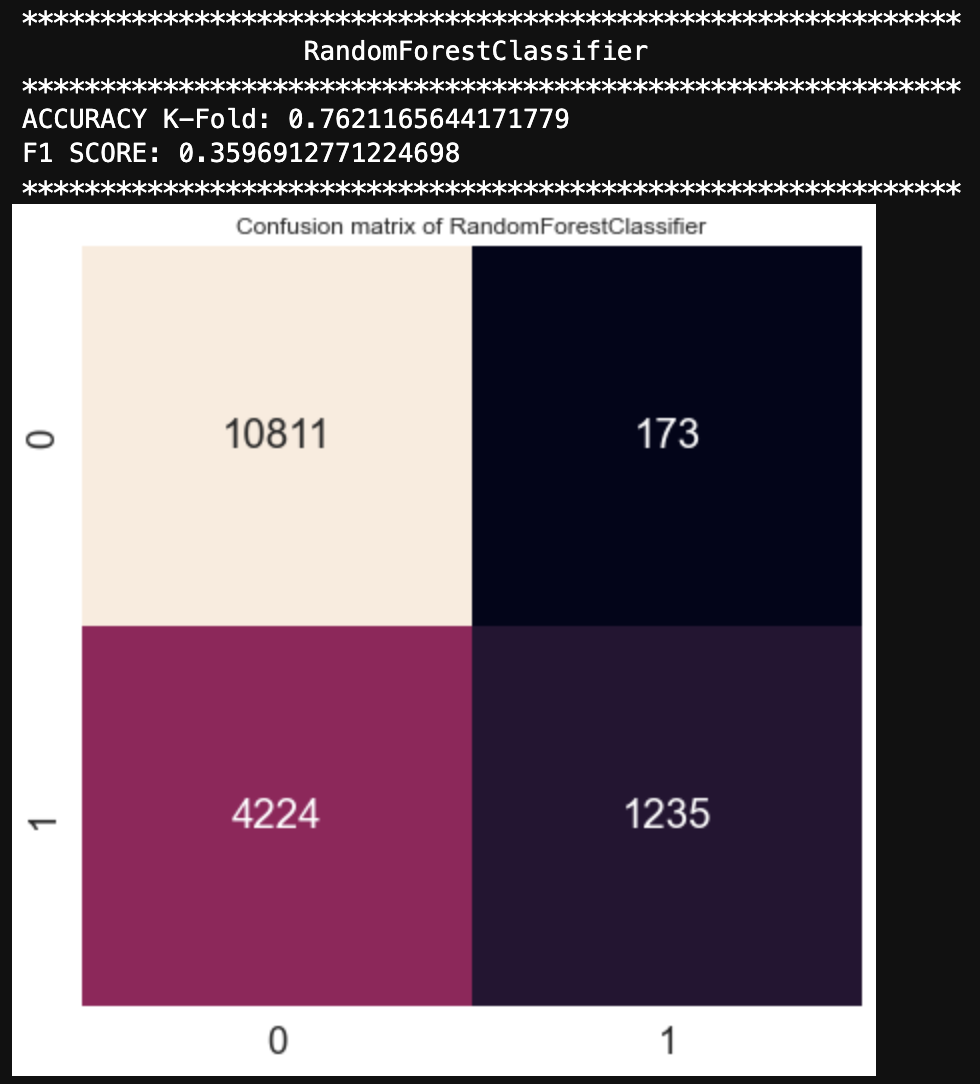 ************************************************************
RandomForestClassifier
************************************************************
ACCURACY K-Fold: 0.7621165644171779
F1 SCORE: 0.3596912771224698
************************************************************
Confusion matrix of RandomForestClassifier
0 10811 173
1 4224 1235
0 1